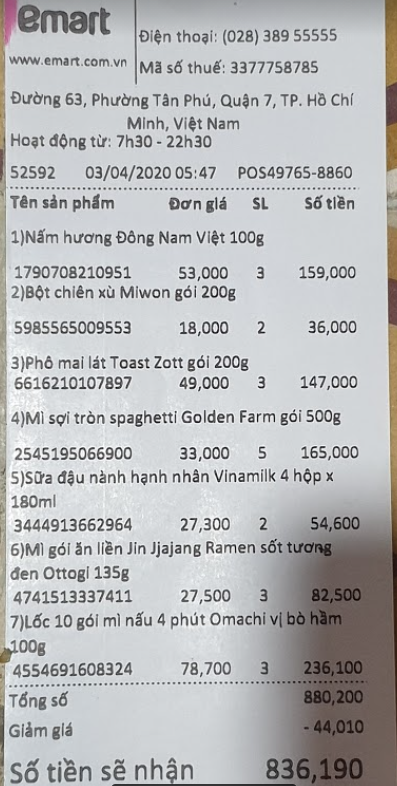 emart
Điện thoại: (028) 389 55555
www.emart.com.vn
Mã số thuế: 3377758785
Đường 63, Phường Tân Phú, Quận 7, TP. Hồ Chí
Minh, Việt Nam
Hoạt động từ: 7h30 - 22h30
52592 03/04/2020 05:47 POS49765-8860
Tên sản phẩm Đơn giá SL Số tiền
1)Nấm hương Đông Nam Việt 100g
1790708210951 53,000 3 159,000
2)Bột chiên xù Miwon gói 200g
5985565009553 18,000 2 36,000
3)Phô mai lát Toast Zott gói 200g
6616210107897 49,000 3 147,000
4)Mì sợi tròn spaghetti Golden Farm gói 500g
2545195066900 33,000 5 165,000
5)Sữa đậu nành hạnh nhân Vinamilk 4 hộp x
180ml
3444913662964 27,300 2 54,600
6)Mì gói ăn liền Jin Jjajang Ramen sốt tương
đen Ottogi 135g
4741513337411 27,500 3 82,500
7)Lốc 10 gói mì nấu 4 phút Omachi vị bò hầm
100g
4554691608324 78,700 3 236,100
Tổng số 880,200
Giảm giá - 44,010
Số tiền sẽ nhận 836,190